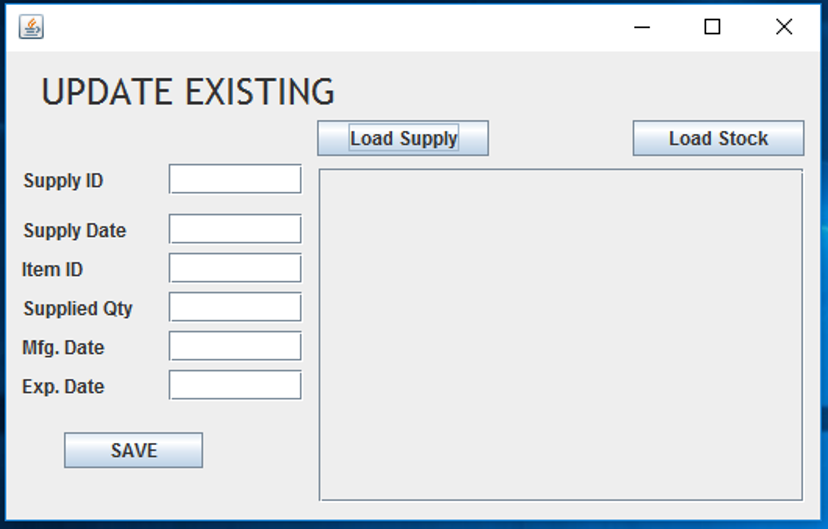 UPDATE EXISTING
Load Supply
Load Stock
Supply ID
Supply Date
Item ID
Supplied Qty
Mfg. Date
Exp. Date
SAVE